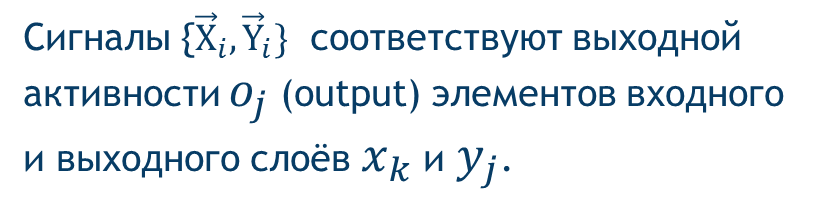 Сигналы {X⃗ᵢ, Y⃗ᵢ} соответствуют выходной
активности oⱼ (output) элементов входного
и выходного слоёв xₖ и yⱼ.